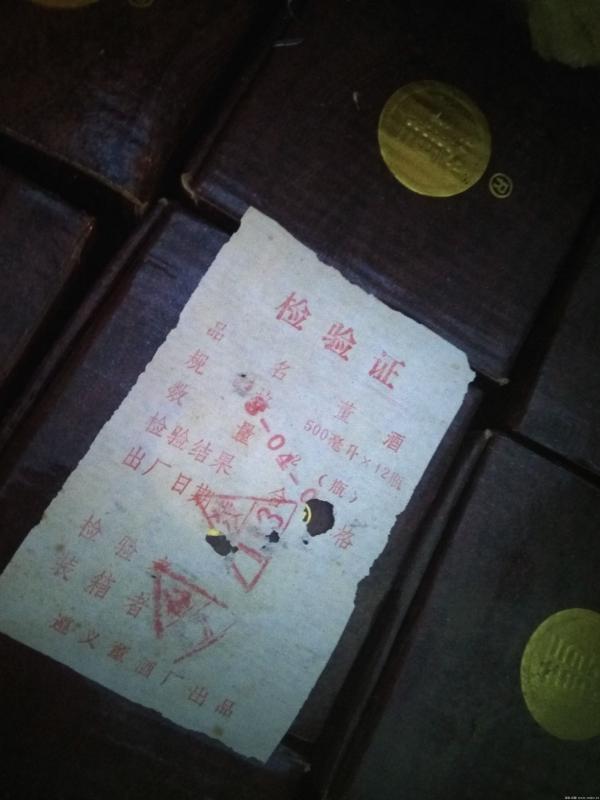 ®
检验证
品名 董酒
规格 500毫升×12瓶
数量 12(瓶)
检验结果 合格
出厂日期
检验者
装箱者
遵义董酒厂出品